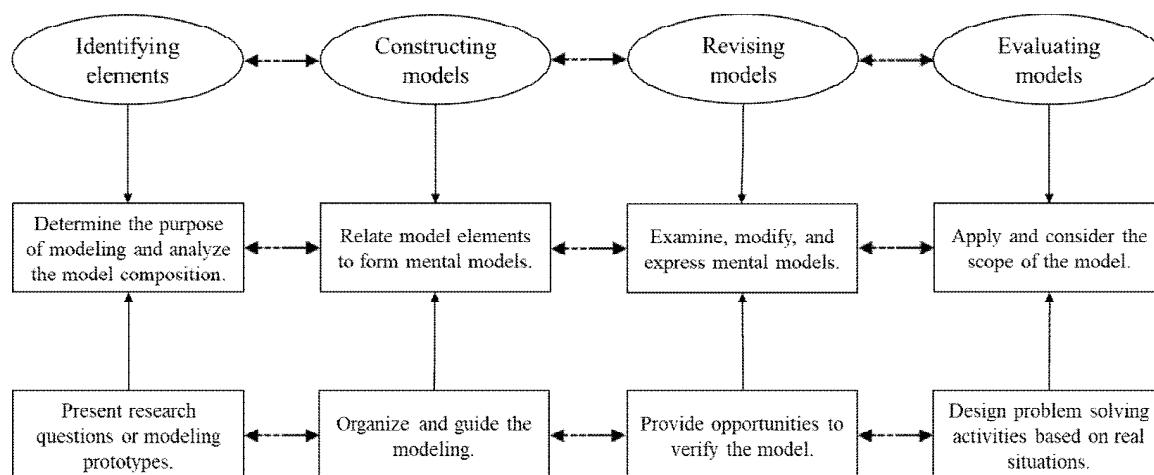 Identifying
elements
Constructing
models
Revising
models
Evaluating
models
Determine the purpose
of modeling and analyze
the model composition.
Relate model elements
to form mental models.
Examine, modify, and
express mental models.
Apply and consider the
scope of the model.
Present research
questions or modeling
prototypes.
Organize and guide the
modeling.
Provide opportunities to
verify the model.
Design problem solving
activities based on real
situations.